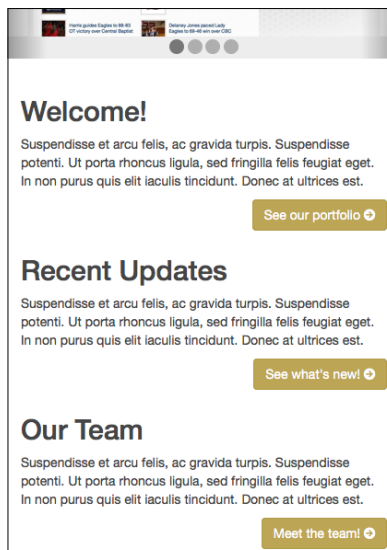 Harris guides Eagles to 88-83
OT victory over Central Baptist
Delaney Jones paced Lady
Eagles to 69-46 win over CBC
Welcome!
Suspendisse et arcu felis, ac gravida turpis. Suspendisse
potenti. Ut porta rhoncus ligula, sed fringilla felis feugiat eget.
In non purus quis elit iaculis tincidunt. Donec at ultrices est.
See our portfolio
Recent Updates
Suspendisse et arcu felis, ac gravida turpis. Suspendisse
potenti. Ut porta rhoncus ligula, sed fringilla felis feugiat eget.
In non purus quis elit iaculis tincidunt. Donec at ultrices est.
See what's new!
Our Team
Suspendisse et arcu felis, ac gravida turpis. Suspendisse
potenti. Ut porta rhoncus ligula, sed fringilla felis feugiat eget.
In non purus quis elit iaculis tincidunt. Donec at ultrices est.
Meet the team!